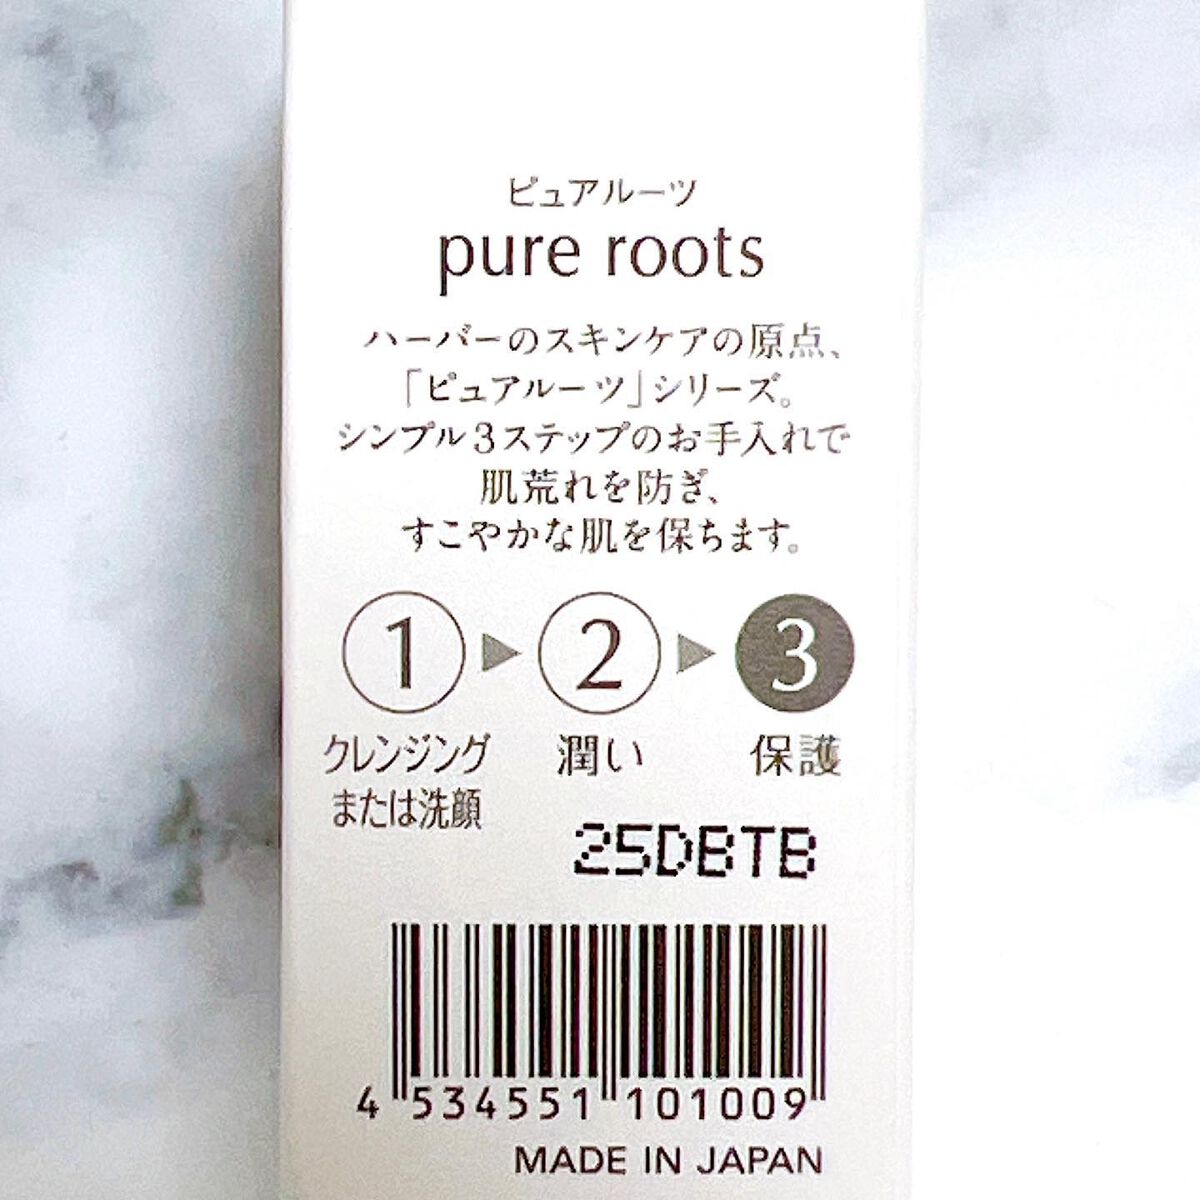 ピュアルーツ
pure roots
ハーバーのスキンケアの原点、
「ピュアルーツ」シリーズ。
シンプル3ステップのお手入れで
肌荒れを防ぎ、
すこやかな肌を保ちます。
1 2 3
クレンジング 潤い 保護
または洗顔
25DBTB
4 534551 101009
MADE IN JAPAN